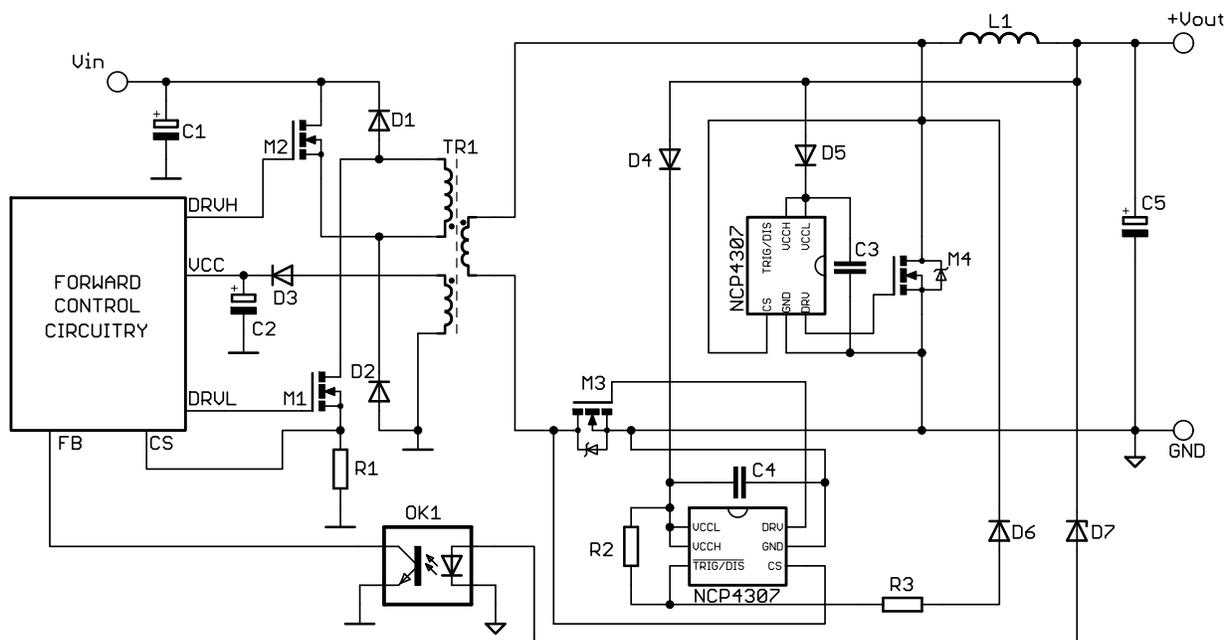 L1
+Vout
Vin
D1
C1
M2
TR1
D4
D5
DRVH
C5
TRIG/DIS
VCCH
VCCL
NCP4307
C3
M4
VCC
FORWARD
CONTROL
CIRCUITRY
D3
C2
CS
GND
DRV
D2
M3
DRVL
M1
FB
CS
R1
GND
C4
OK1
VCCL
DRV
D6
D7
R2
VCCH
GND
TRIG/DIS
CS
R3
NCP4307